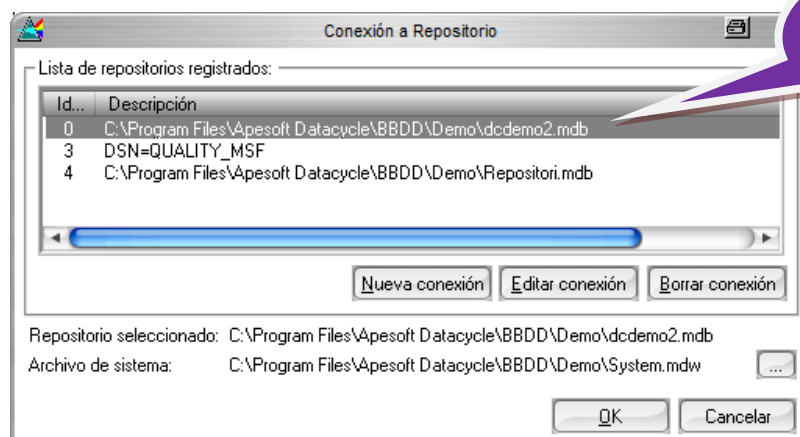 Conexión a Repositorio
Lista de repositorios registrados:
Id... Descripción
0 C:\Program Files\Apesoft Datacycle\BBDD\Demo\dcdemo2.mdb
3 DSN=QUALITY_MSF
4 C:\Program Files\Apesoft Datacycle\BBDD\Demo\Repositori.mdb
Nueva conexión Editar conexión Borrar conexión
Repositorio seleccionado: C:\Program Files\Apesoft Datacycle\BBDD\Demo\dcdemo2.mdb
Archivo de sistema: C:\Program Files\Apesoft Datacycle\BBDD\Demo\System.mdw ...
OK Cancelar